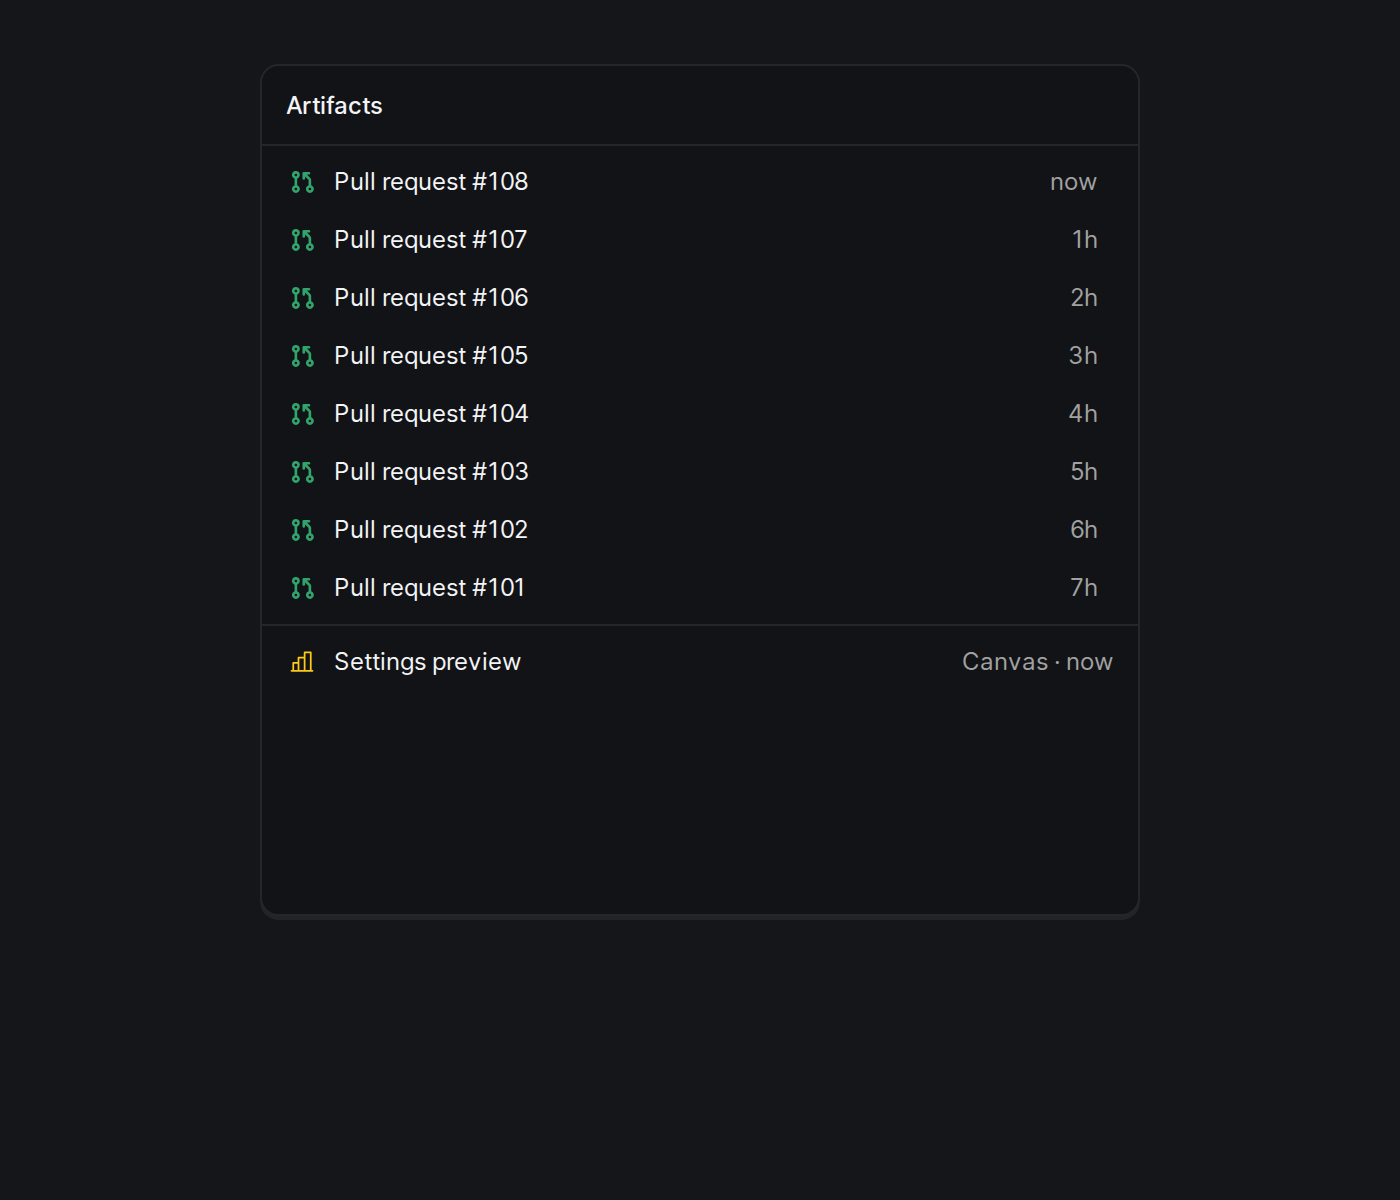 Artifacts
Pull request #108 now
Pull request #107 1h
Pull request #106 2h
Pull request #105 3h
Pull request #104 4h
Pull request #103 5h
Pull request #102 6h
Pull request #101 7h
Settings preview Canvas · now